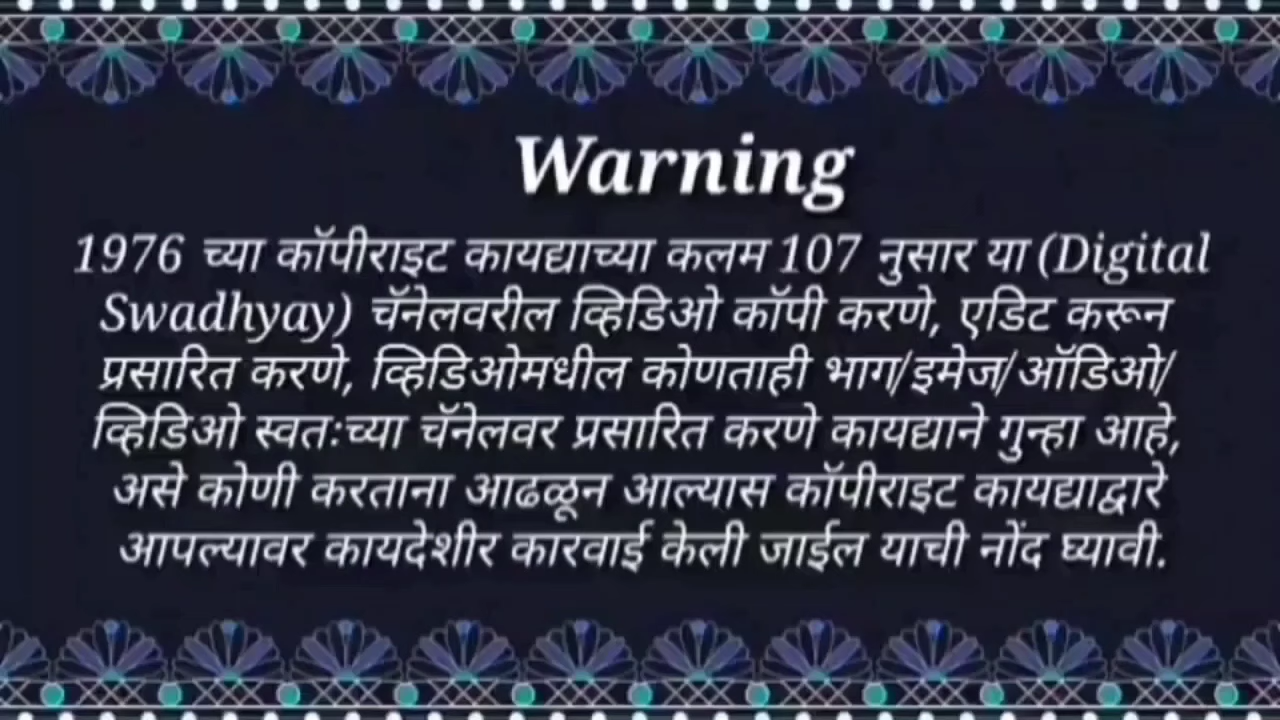 Warning
1976 च्या कॉपीराइट कायद्याच्या कलम 107 नुसार या (Digital
Swadhyay) चॅनेलवरील व्हिडिओ कॉपी करणे, एडिट करून
प्रसारित करणे, व्हिडिओमधील कोणताही भाग/इमेज/ऑडिओ/
व्हिडिओ स्वतःच्या चॅनेलवर प्रसारित करणे कायद्याने गुन्हा आहे,
असे कोणी करताना आढळून आल्यास कॉपीराइट कायद्याद्वारे
आपल्यावर कायदेशीर कारवाई केली जाईल याची नोंद घ्यावी.